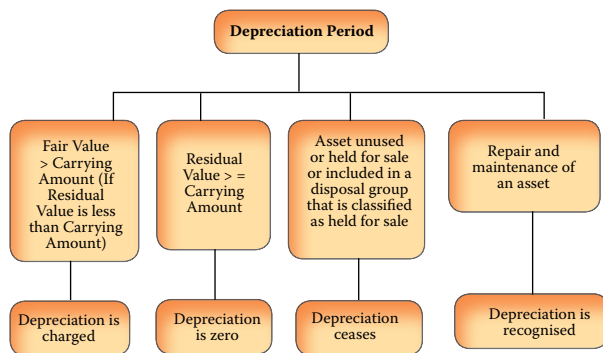 Depreciation Period
Fair Value
> Carrying
Amount (If
Residual
Value is less
than Carrying
Amount)
Residual
Value > =
Carrying
Amount
Asset unused
or held for sale
or included in a
disposal group
that is classified
as held for sale
Repair and
maintenance of
an asset
Depreciation is
charged
Depreciation
is zero
Depreciation
ceases
Depreciation is
recognised